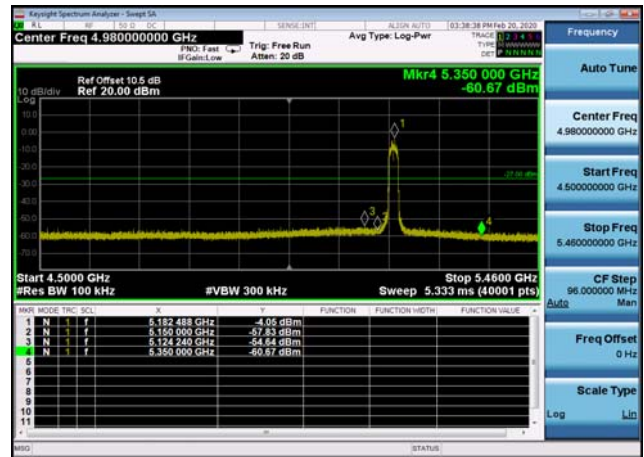 Keysight Spectrum Analyzer - Swept SA
RL RF 50 Ω DC SENSE:INT ALIGN AUTO 03:38:38 PM Feb 20, 2020
Center Freq 4.980000000 GHz
PNO: Fast
IFGain:Low
Trig: Free Run
Atten: 20 dB
Avg Type: Log-Pwr
TRACE 1 2 3 4 5 6
TYPE
DET P N N N N N
Ref Offset 10.5 dB
10 dB/div Ref 20.00 dBm
Log
Mkr4 5.350 000 GHz
-60.67 dBm
10.0
0.00
-10.0
-20.0
-30.0
-40.0
-50.0
-60.0
-70.0
1
-27.00 dBm
3
2
4
Start 4.5000 GHz Stop 5.4600 GHz
#Res BW 100 kHz #VBW 300 kHz Sweep 5.333 ms (40001 pts)
MKR MODE TRC SCL X Y FUNCTION FUNCTION WIDTH FUNCTION VALUE
1 N 1 f 5.182 488 GHz -4.05 dBm
2 N 1 f 5.150 000 GHz -57.83 dBm
3 N 1 f 5.124 240 GHz -54.64 dBm
4 N 1 f 5.350 000 GHz -60.67 dBm
5
6
7
8
9
10
11
MSG STATUS
Frequency
Auto Tune
Center Freq
4.980000000 GHz
Start Freq
4.500000000 GHz
Stop Freq
5.460000000 GHz
CF Step
96.000000 MHz
Auto Man
Freq Offset
0 Hz
Scale Type
Log Lin